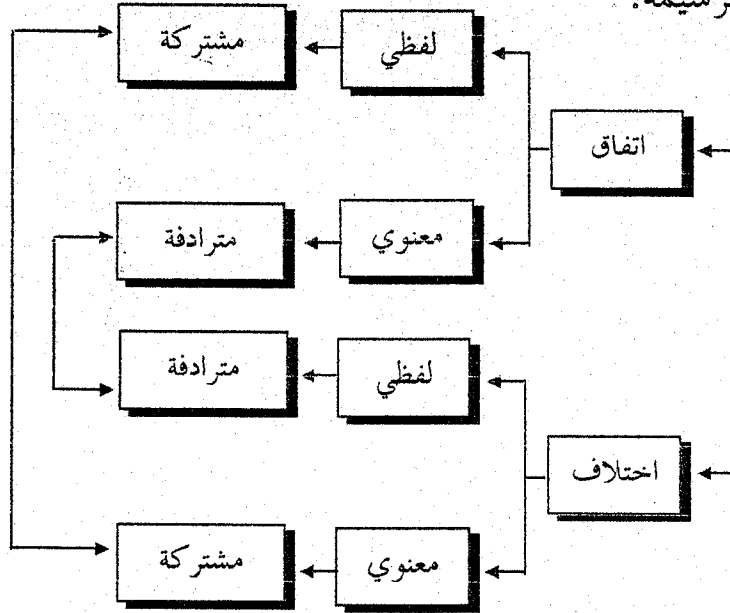 مشتركة
لفظي
اتفاق
مترادفة
معنوي
مترادفة
لفظي
اختلاف
مشتركة
معنوي